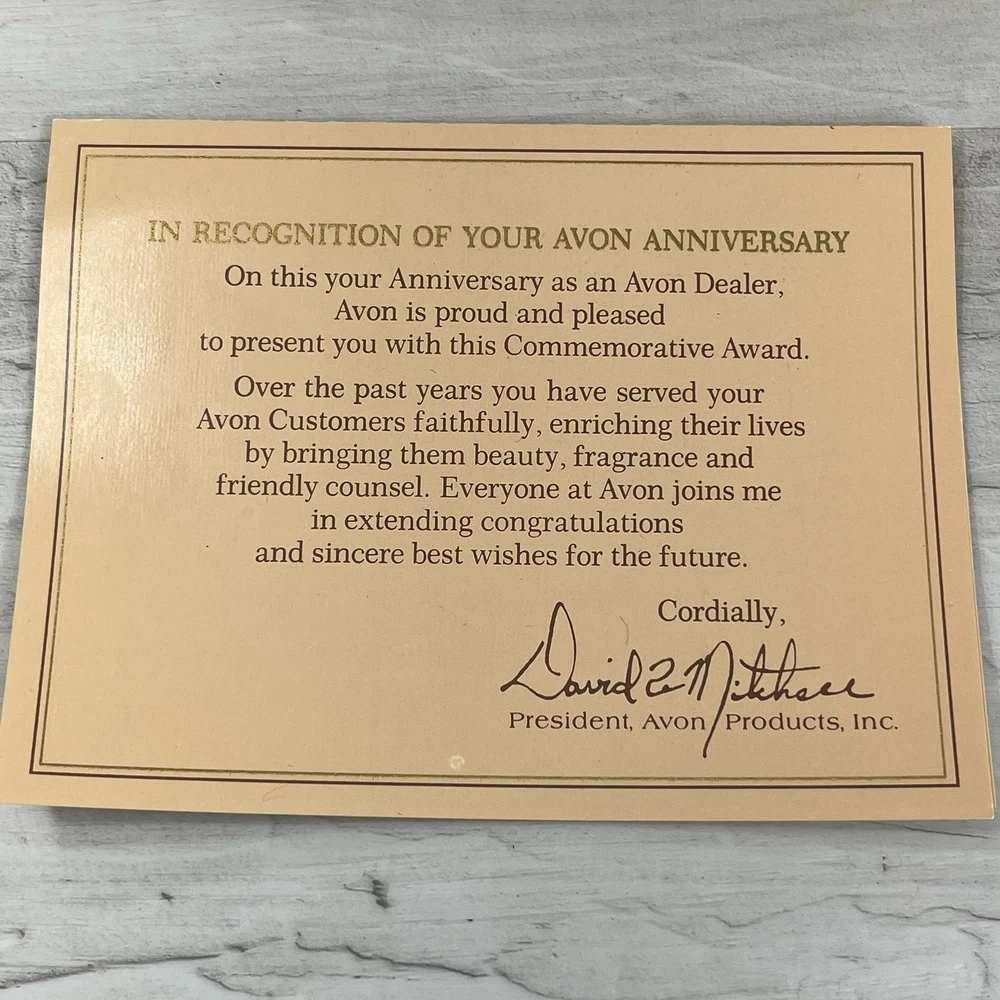 IN RECOGNITION OF YOUR AVON ANNIVERSARY
On this your Anniversary as an Avon Dealer,
Avon is proud and pleased
to present you with this Commemorative Award.
Over the past years you have served your
Avon Customers faithfully, enriching their lives
by bringing them beauty, fragrance and
friendly counsel. Everyone at Avon joins me
in extending congratulations
and sincere best wishes for the future.
Cordially,
David Mitchell
President, Avon Products, Inc.